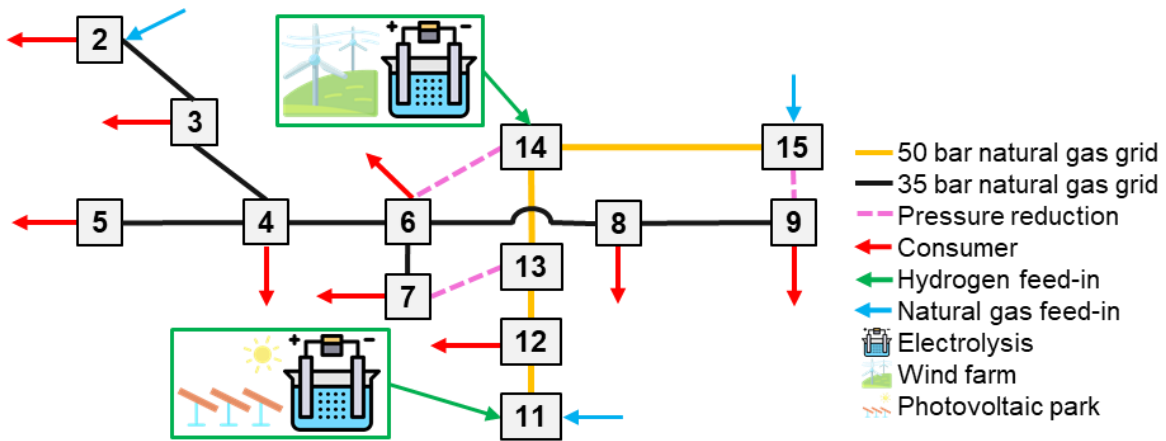 2
+ −
3
14
15
50 bar natural gas grid
35 bar natural gas grid
5
4
6
8
9
Pressure reduction
Consumer
13
Hydrogen feed-in
7
Natural gas feed-in
+ −
12
Electrolysis
Wind farm
11
Photovoltaic park